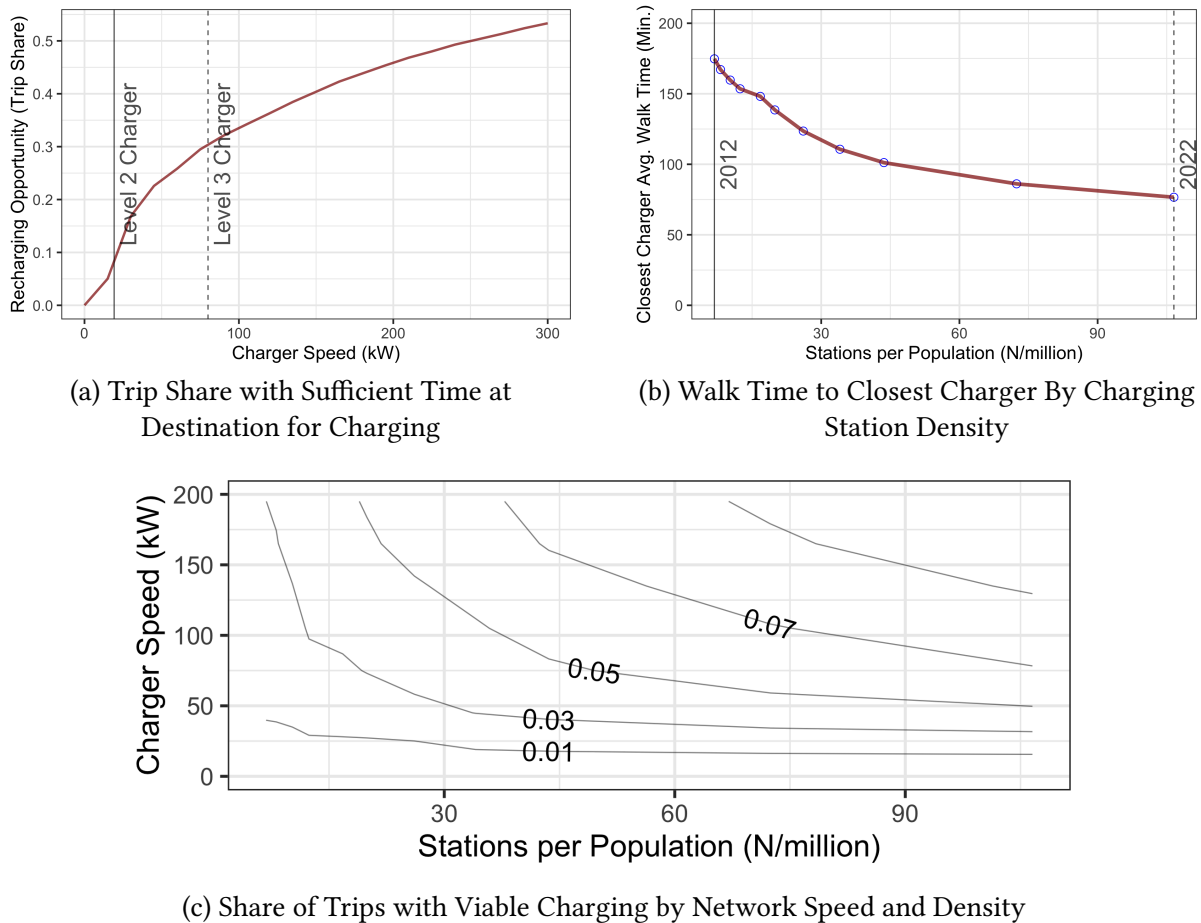 Recharging Opportunity (Trip Share)
0.5
0.4
0.3
0.2
0.1
0.0
Level 2 Charger
Level 3 Charger
0
100
200
300
Charger Speed (kW)
(a) Trip Share with Sufficient Time at
Destination for Charging
Closest Charger Avg. Walk Time (Min.)
200
150
100
50
0
2012
2022
30
60
90
Stations per Population (N/million)
(b) Walk Time to Closest Charger By Charging
Station Density
Charger Speed (kW)
200
150
100
50
0
0.07
0.05
0.03
0.01
30
60
90
Stations per Population (N/million)
(c) Share of Trips with Viable Charging by Network Speed and Density